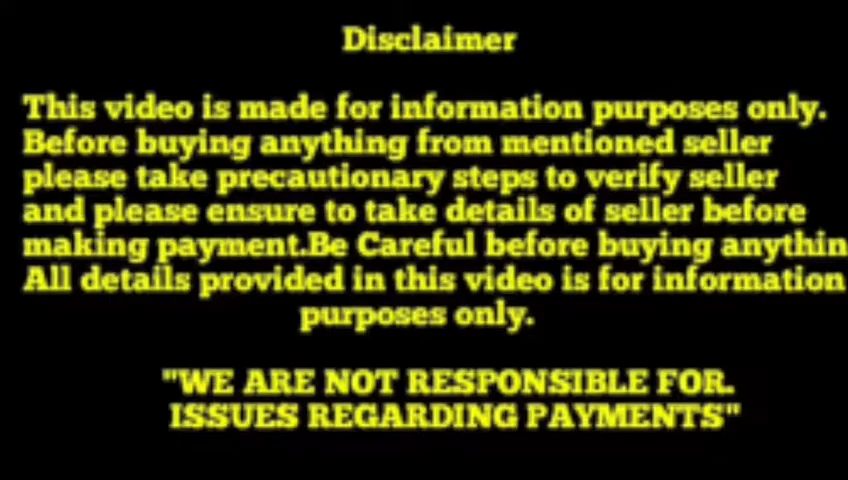 Disclaimer
This video is made for information purposes only.
Before buying anything from mentioned seller
please take precautionary steps to verify seller
and please ensure to take details of seller before
making payment.Be Careful before buying anythin
All details provided in this video is for information
purposes only.
"WE ARE NOT RESPONSIBLE FOR.
ISSUES REGARDING PAYMENTS"